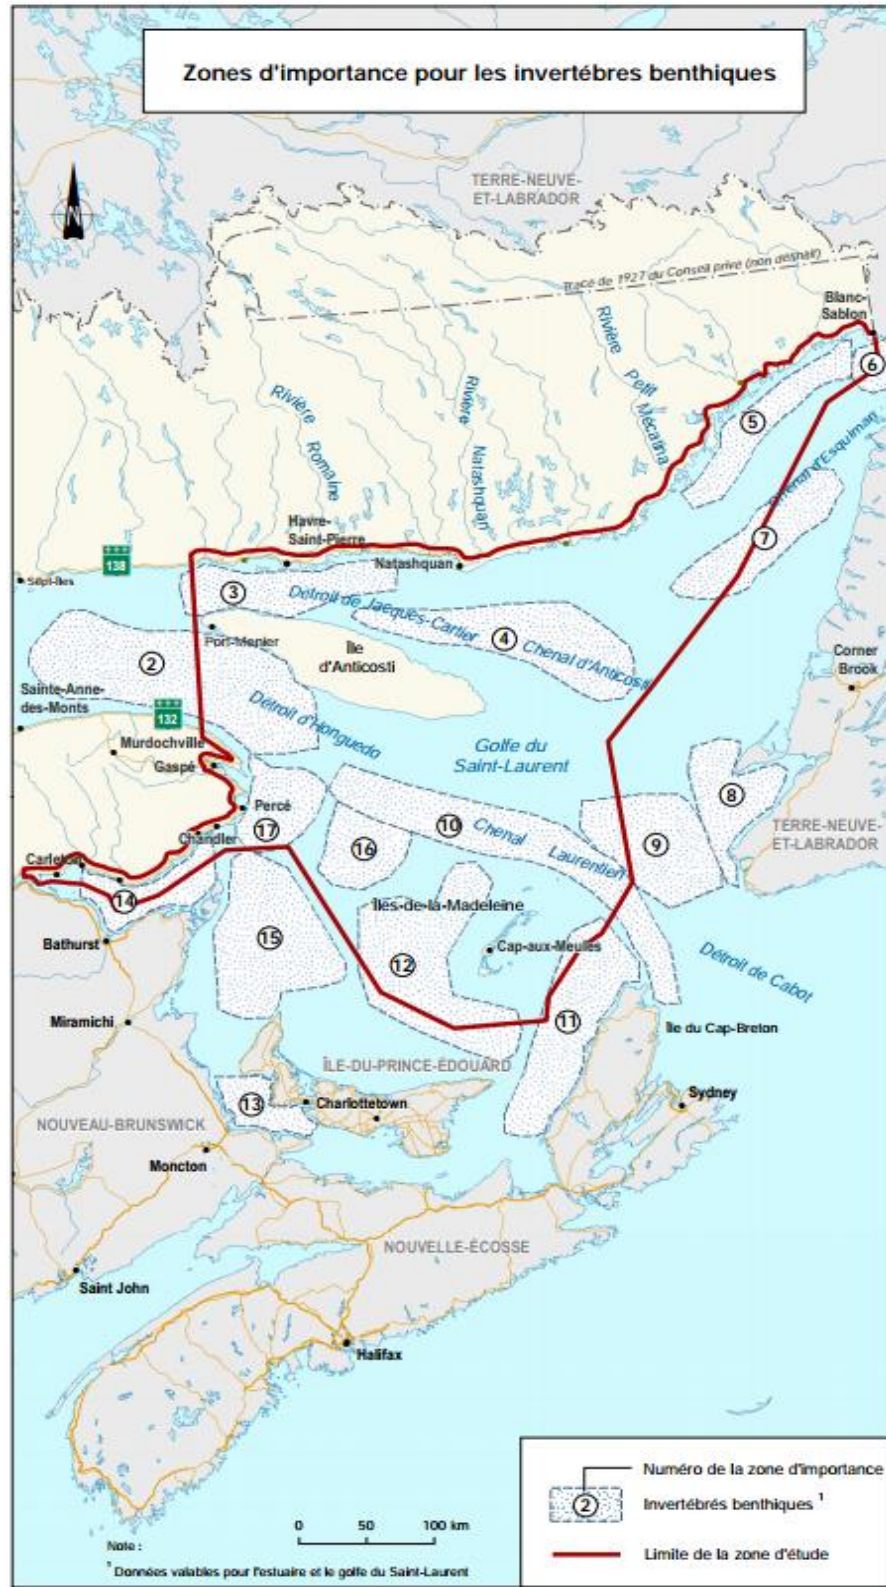 Zones d'importance pour les invertébres benthiques
TERRE-NEUVE-
ET-LABRADOR
N
Tracé de 1927 du Conseil privé (non définitif)
Blanc-
Sablon
6
Rivière Petit Mécatina
5
Rivière Natashquan
Rivière Romaine
Chenal d'Esquiman
7
Havre-
Saint-Pierre
138
Natashquan
Sept-Îles
3
Détroit de Jacques-Cartier
Port-Menier
4
Chenal d'Anticosti
2
Île
d'Anticosti
Corner
Brook
Sainte-Anne-
des-Monts
132
Détroit d'Honguedo
Murdochville
Golfe du
Saint-Laurent
Gaspé
8
Percé
17
10
Chenal Laurentien
TERRE-NEUVE-
ET-LABRADOR
Chandler
16
9
Carleton
14
Îles-de-la-Madeleine
Bathurst
15
12
Cap-aux-Meules
Détroit de Cabot
Miramichi
11
Île du Cap-Breton
ÎLE-DU-PRINCE-ÉDOUARD
13
Charlottetown
Sydney
NOUVEAU-BRUNSWICK
Moncton
NOUVELLE-ÉCOSSE
Saint John
Halifax
Numéro de la zone d'importance
2
Invertébrés benthiques 1
Limite de la zone d'étude
0 50 100 km
Note :
1 Données valables pour l'estuaire et le golfe du Saint-Laurent